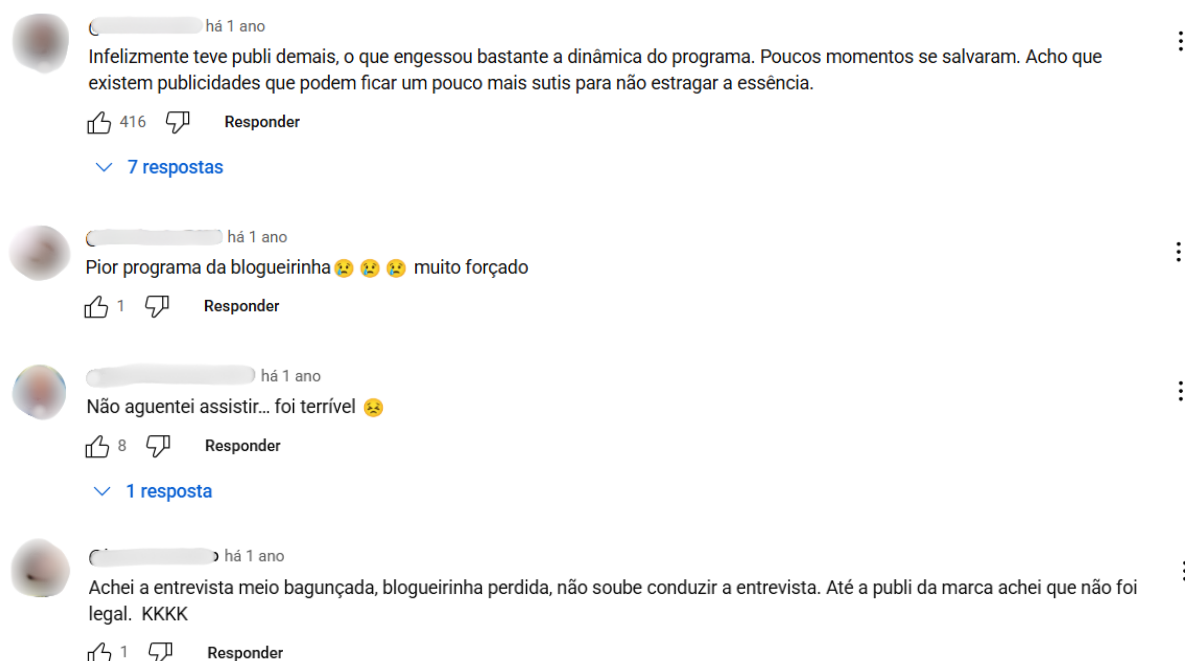 há 1 ano
Infelizmente teve publi demais, o que engessou bastante a dinâmica do programa. Poucos momentos se salvaram. Acho que
existem publicidades que podem ficar um pouco mais sutis para não estragar a essência.
416 Responder
7 respostas
há 1 ano
Pior programa da blogueirinha😢😢😢 muito forçado
1 Responder
há 1 ano
Não aguentei assistir... foi terrível 😣
8 Responder
1 resposta
há 1 ano
Achei a entrevista meio bagunçada, blogueirinha perdida, não soube conduzir a entrevista. Até a publi da marca achei que não foi
legal. KKKK
1 Responder